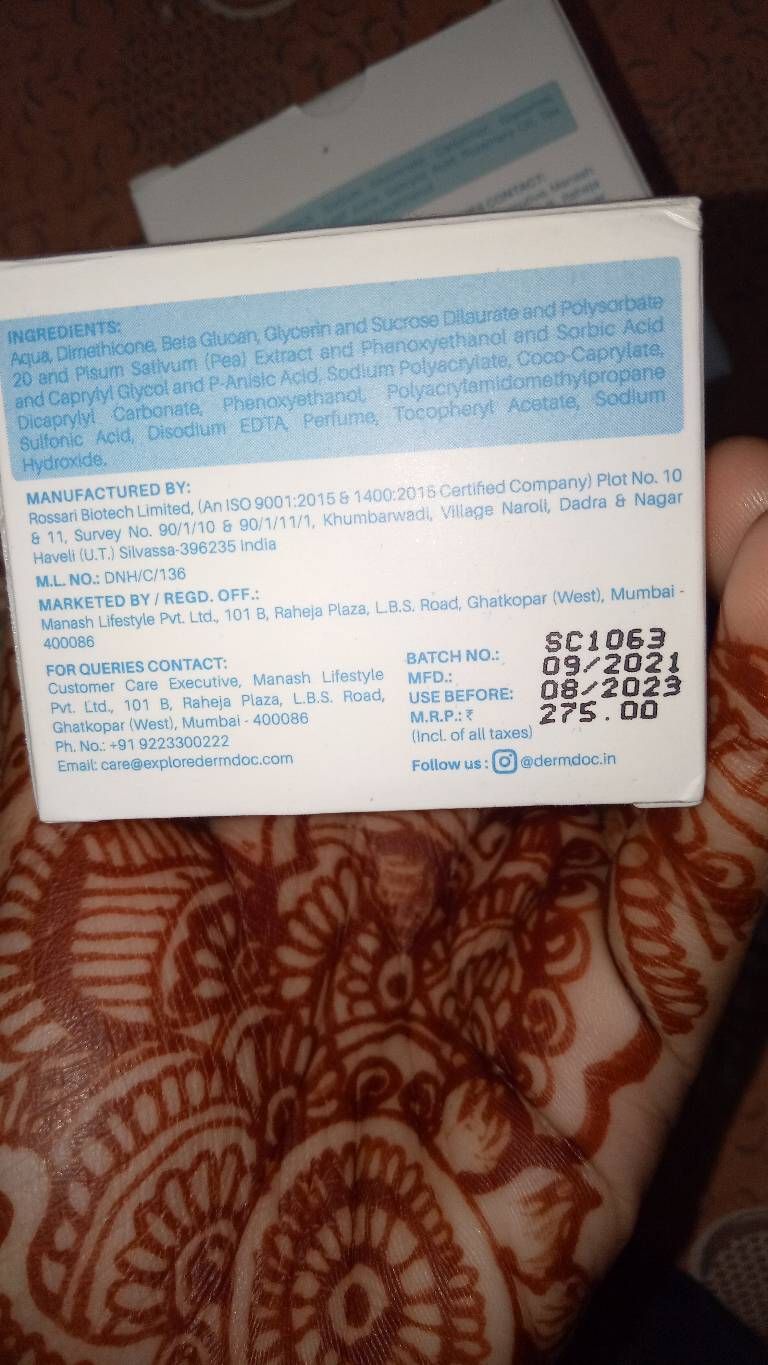 INGREDIENTS:
Aqua, Dimethicone, Beta Glucan, Glycerin and Sucrose Dilaurate and Polysorbate
20 and Pisum Sativum (Pea) Extract and Phenoxyethanol and Sorbic Acid
and Caprylyl Glycol and P-Anisic Acid, Sodium Polyacrylate, Coco-Caprylate,
Dicaprylyl Carbonate, Phenoxyethanol, Polyacrylamidomethylpropane
Sulfonic Acid, Disodium EDTA, Perfume, Tocopheryl Acetate, Sodium
Hydroxide.
MANUFACTURED BY:
Rossari Biotech Limited, (An ISO 9001:2015 & 1400:2015 Certified Company) Plot No. 10
& 11, Survey No. 90/1/10 & 90/1/11/1, Khumbarwadi, Village Naroli, Dadra & Nagar
Haveli (U.T.) Silvassa-396235 India
M.L. NO.: DNH/C/136
MARKETED BY / REGD. OFF.:
Manash Lifestyle Pvt. Ltd., 101 B, Raheja Plaza, L.B.S. Road, Ghatkopar (West), Mumbai -
400086
FOR QUERIES CONTACT:
Customer Care Executive, Manash Lifestyle
Pvt. Ltd., 101 B, Raheja Plaza, L.B.S. Road,
Ghatkopar (West), Mumbai - 400086
Ph. No.: +91 9223300222
Email: care@exploredermdoc.com
BATCH NO.: SC1063
MFD.: 09/2021
USE BEFORE: 08/2023
M.R.P.: ₹ 275.00
(Incl. of all taxes)
Follow us: @dermdoc.in